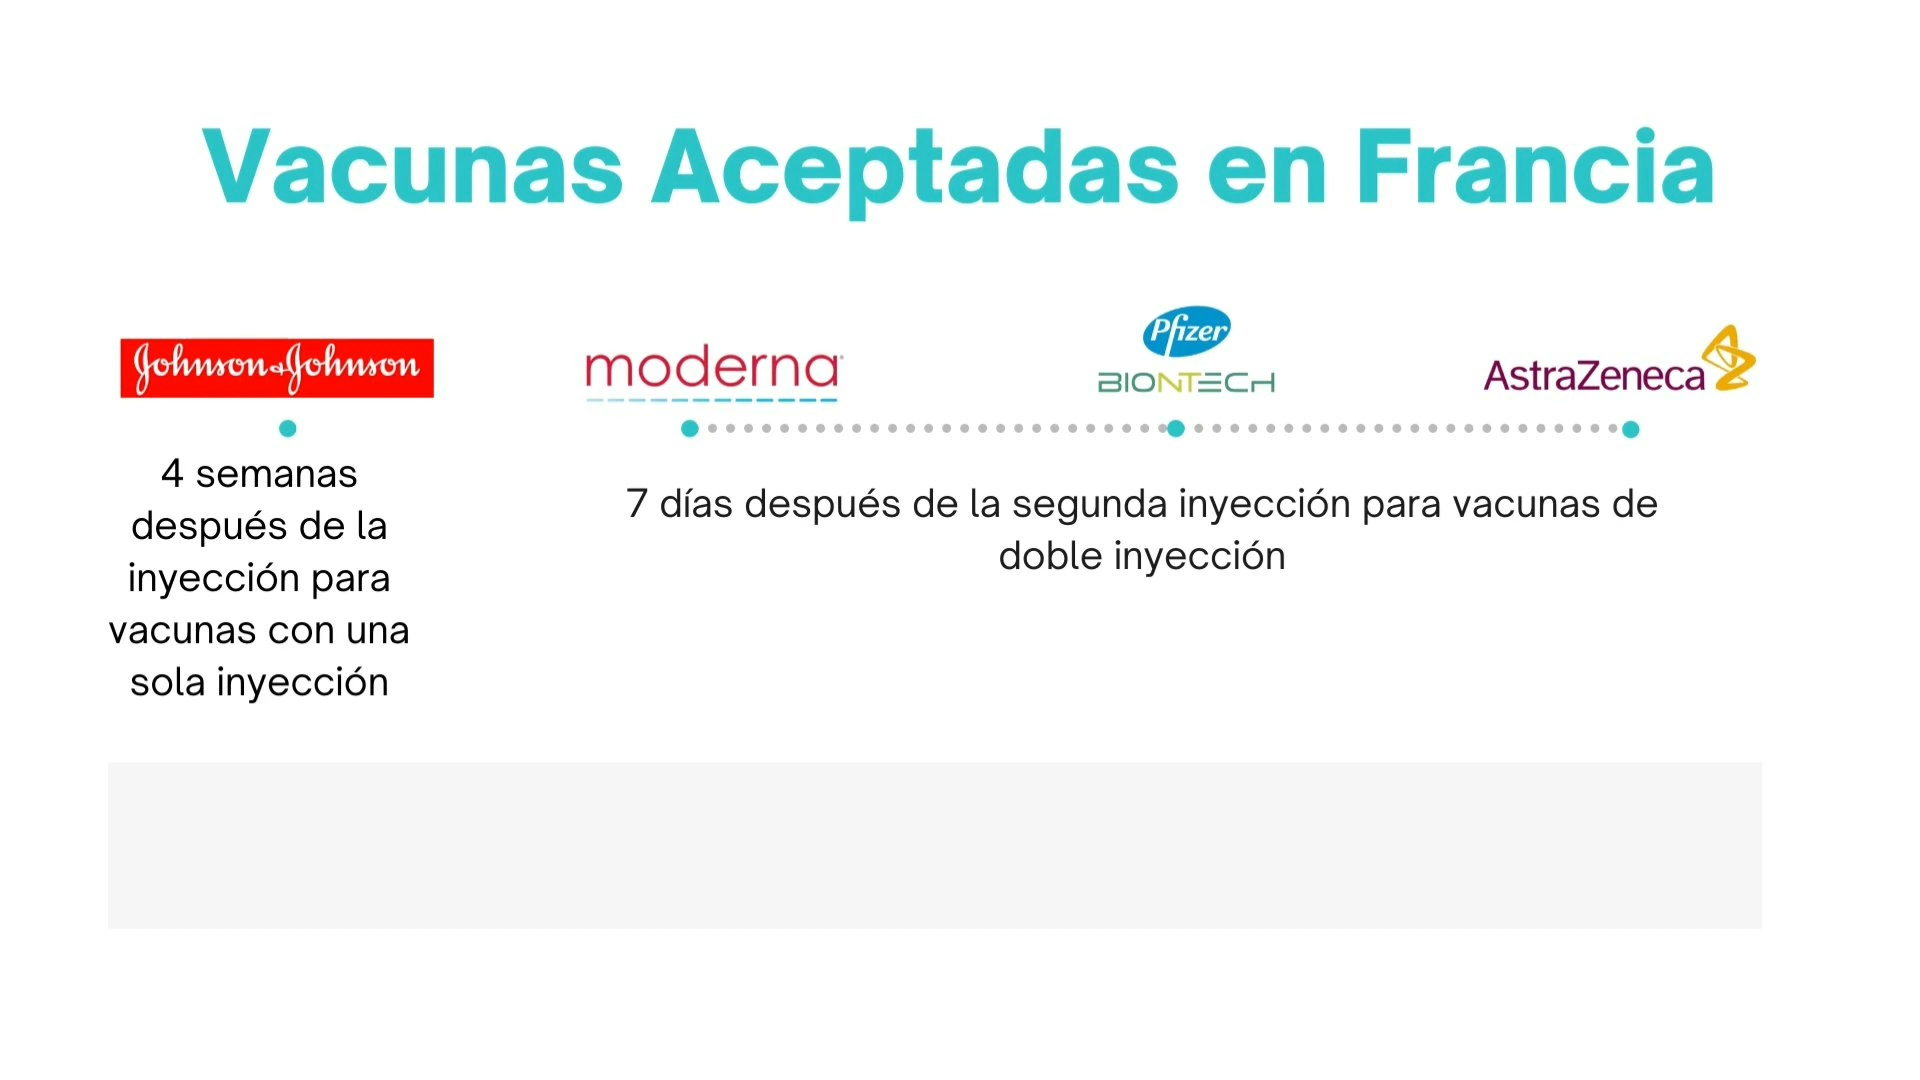 Vacunas Aceptadas en Francia
Johnson & Johnson
4 semanas
después de la
inyección para
vacunas con una
sola inyección
moderna
Pfizer
BIONTECH
AstraZeneca
7 días después de la segunda inyección para vacunas de
doble inyección